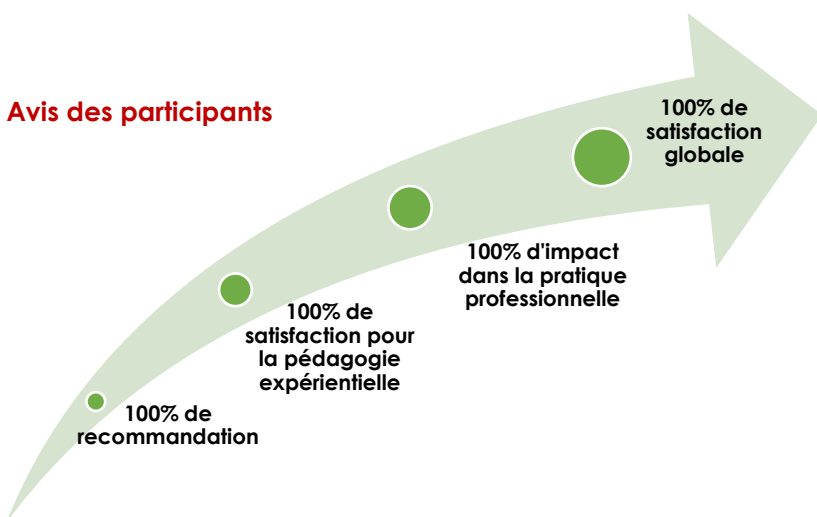 Avis des participants
100% de
satisfaction
globale
100% d'impact
dans la pratique
professionnelle
100% de
satisfaction pour
la pédagogie
expérientielle
100% de
recommandation